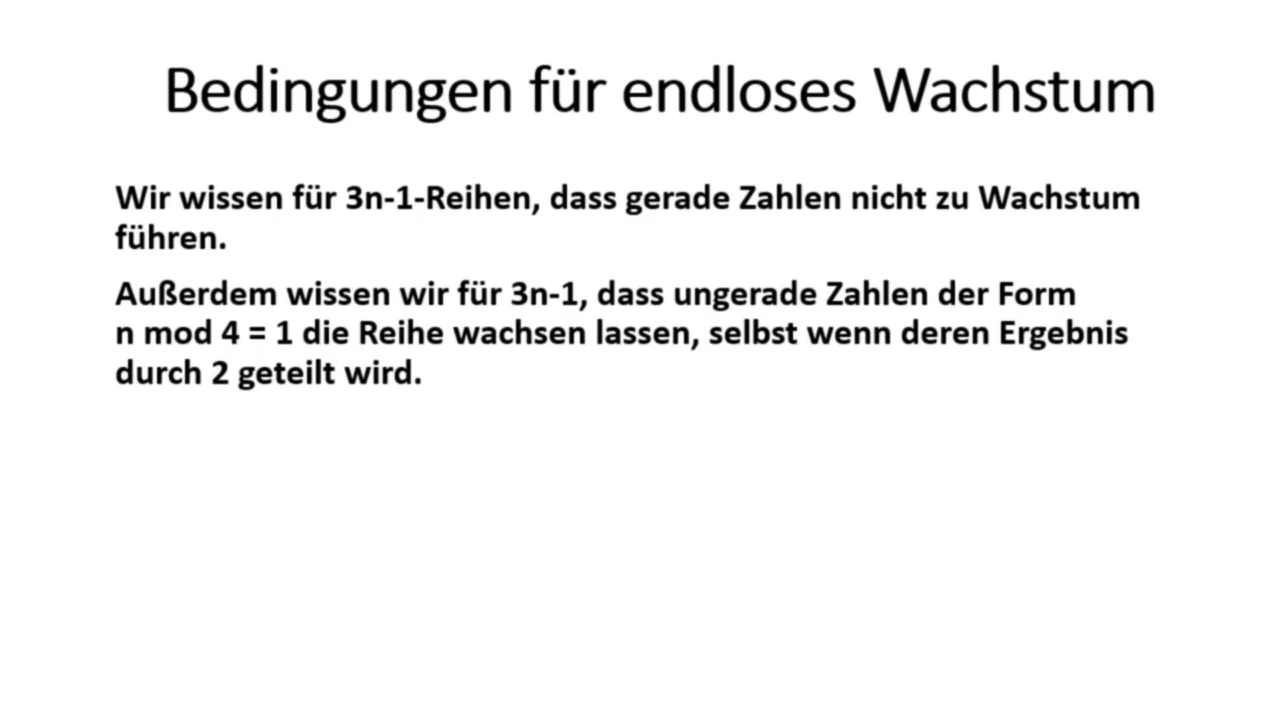 Bedingungen für endloses Wachstum
Wir wissen für 3n-1-Reihen, dass gerade Zahlen nicht zu Wachstum
führen.
Außerdem wissen wir für 3n-1, dass ungerade Zahlen der Form
n mod 4 = 1 die Reihe wachsen lassen, selbst wenn deren Ergebnis
durch 2 geteilt wird.